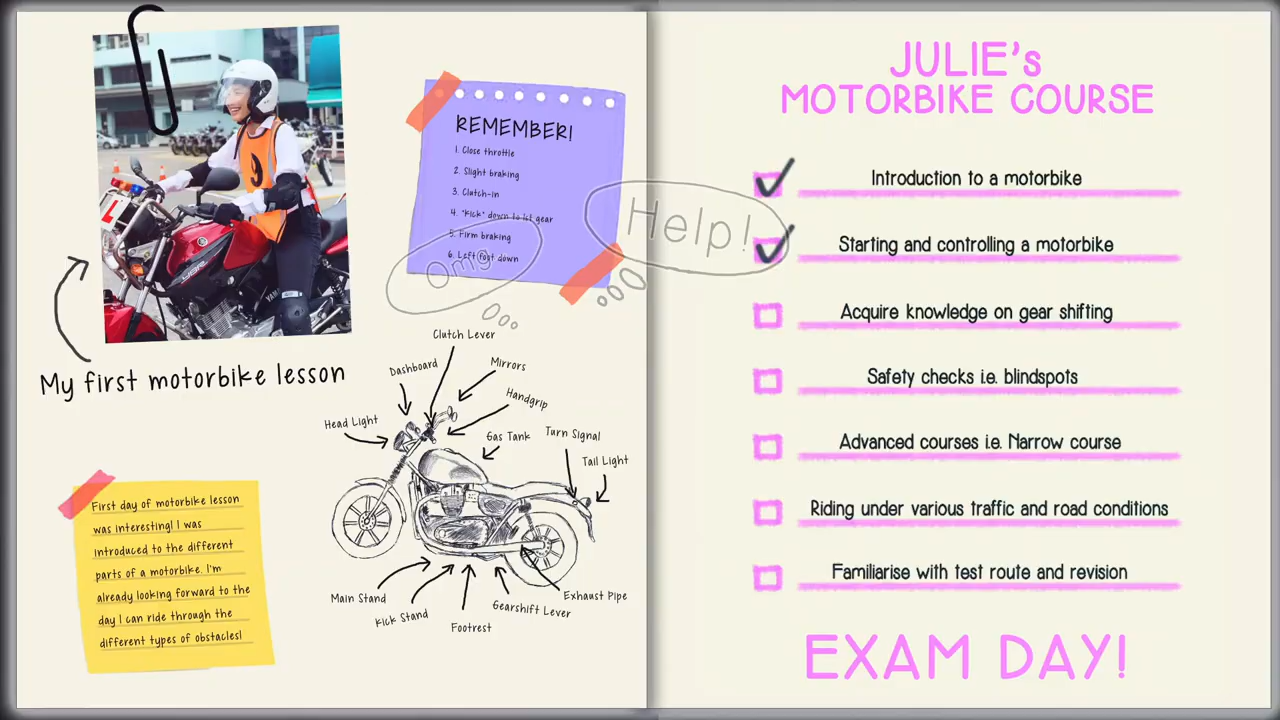 REMEMBER!
1. Close throttle
2. Slight braking
3. Clutch-in
4. "Kick" down to 1st gear
5. Firm braking
6. Left foot down
Omg
Help!
L
9
My first motorbike lesson
Clutch Lever
Dashboard
Mirrors
Handgrip
Head Light
Gas Tank
Turn Signal
Tail Light
Main Stand
Kick Stand
Footrest
Gearshift Lever
Exhaust Pipe
First day of motorbike lesson
was interesting! I was
introduced to the different
parts of a motorbike. I'm
already looking forward to the
day I can ride through the
different types of obstacles!
JULIE's
MOTORBIKE COURSE
Introduction to a motorbike
Starting and controlling a motorbike
Acquire knowledge on gear shifting
Safety checks i.e. blindspots
Advanced courses i.e. Narrow course
Riding under various traffic and road conditions
Familiarise with test route and revision
EXAM DAY!